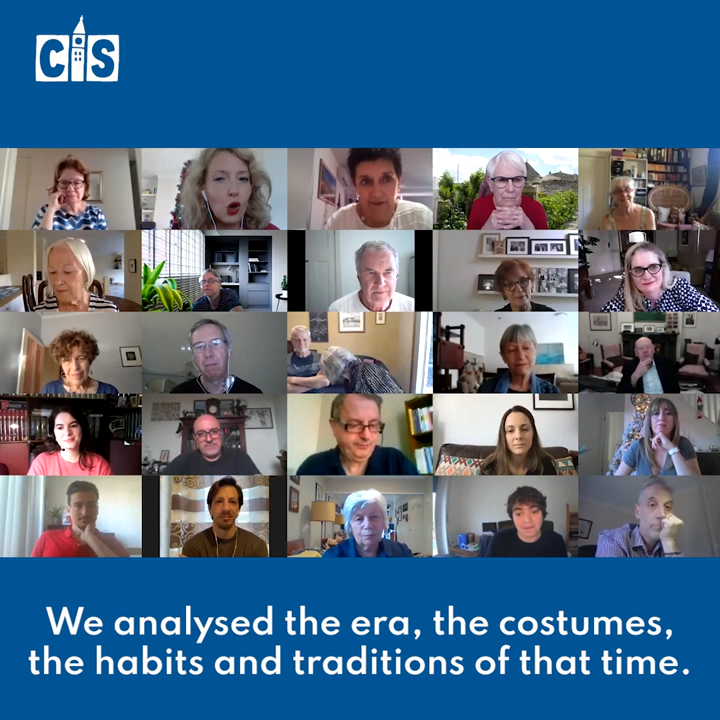 CIS
We analysed the era, the costumes,
the habits and traditions of that time.